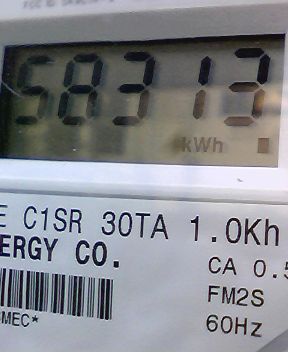 58313
kWh
E C1SR 30TA 1.0Kh
ERGY CO.
CA 0.5
FM2S
MEC*
60Hz